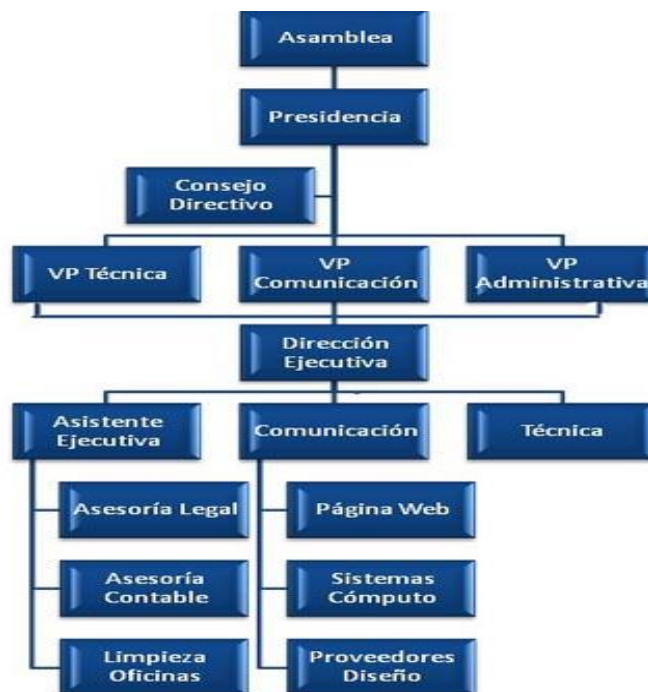 Asamblea
Presidencia
Consejo
Directivo
VP Técnica
VP
Comunicación
VP
Administrativa
Dirección
Ejecutiva
Asistente
Ejecutiva
Comunicación
Técnica
Asesoría Legal
Página Web
Asesoría
Contable
Sistemas
Cómputo
Limpieza
Oficinas
Proveedores
Diseño